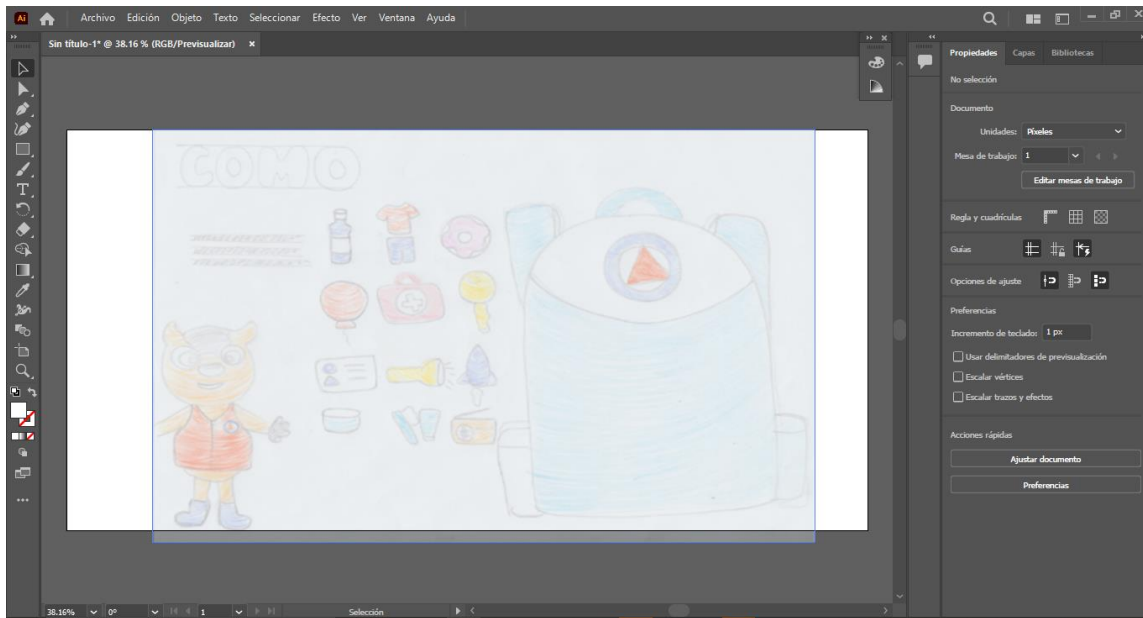 Ai Archivo Edición Objeto Texto Seleccionar Efecto Ver Ventana Ayuda
Sin título-1* @ 38.16 % (RGB/Previsualizar) ×
COMO
Propiedades Capas Bibliotecas
No selección
Documento
Unidades: Píxeles
Mesa de trabajo: 1
Editar mesas de trabajo
Regla y cuadrículas
Guías
Opciones de ajuste
Preferencias
Incremento de teclado: 1 px
Usar delimitadores de previsualización
Escalar vértices
Escalar trazos y efectos
Acciones rápidas
Ajustar documento
Preferencias
38.16% 0° 1 Selección